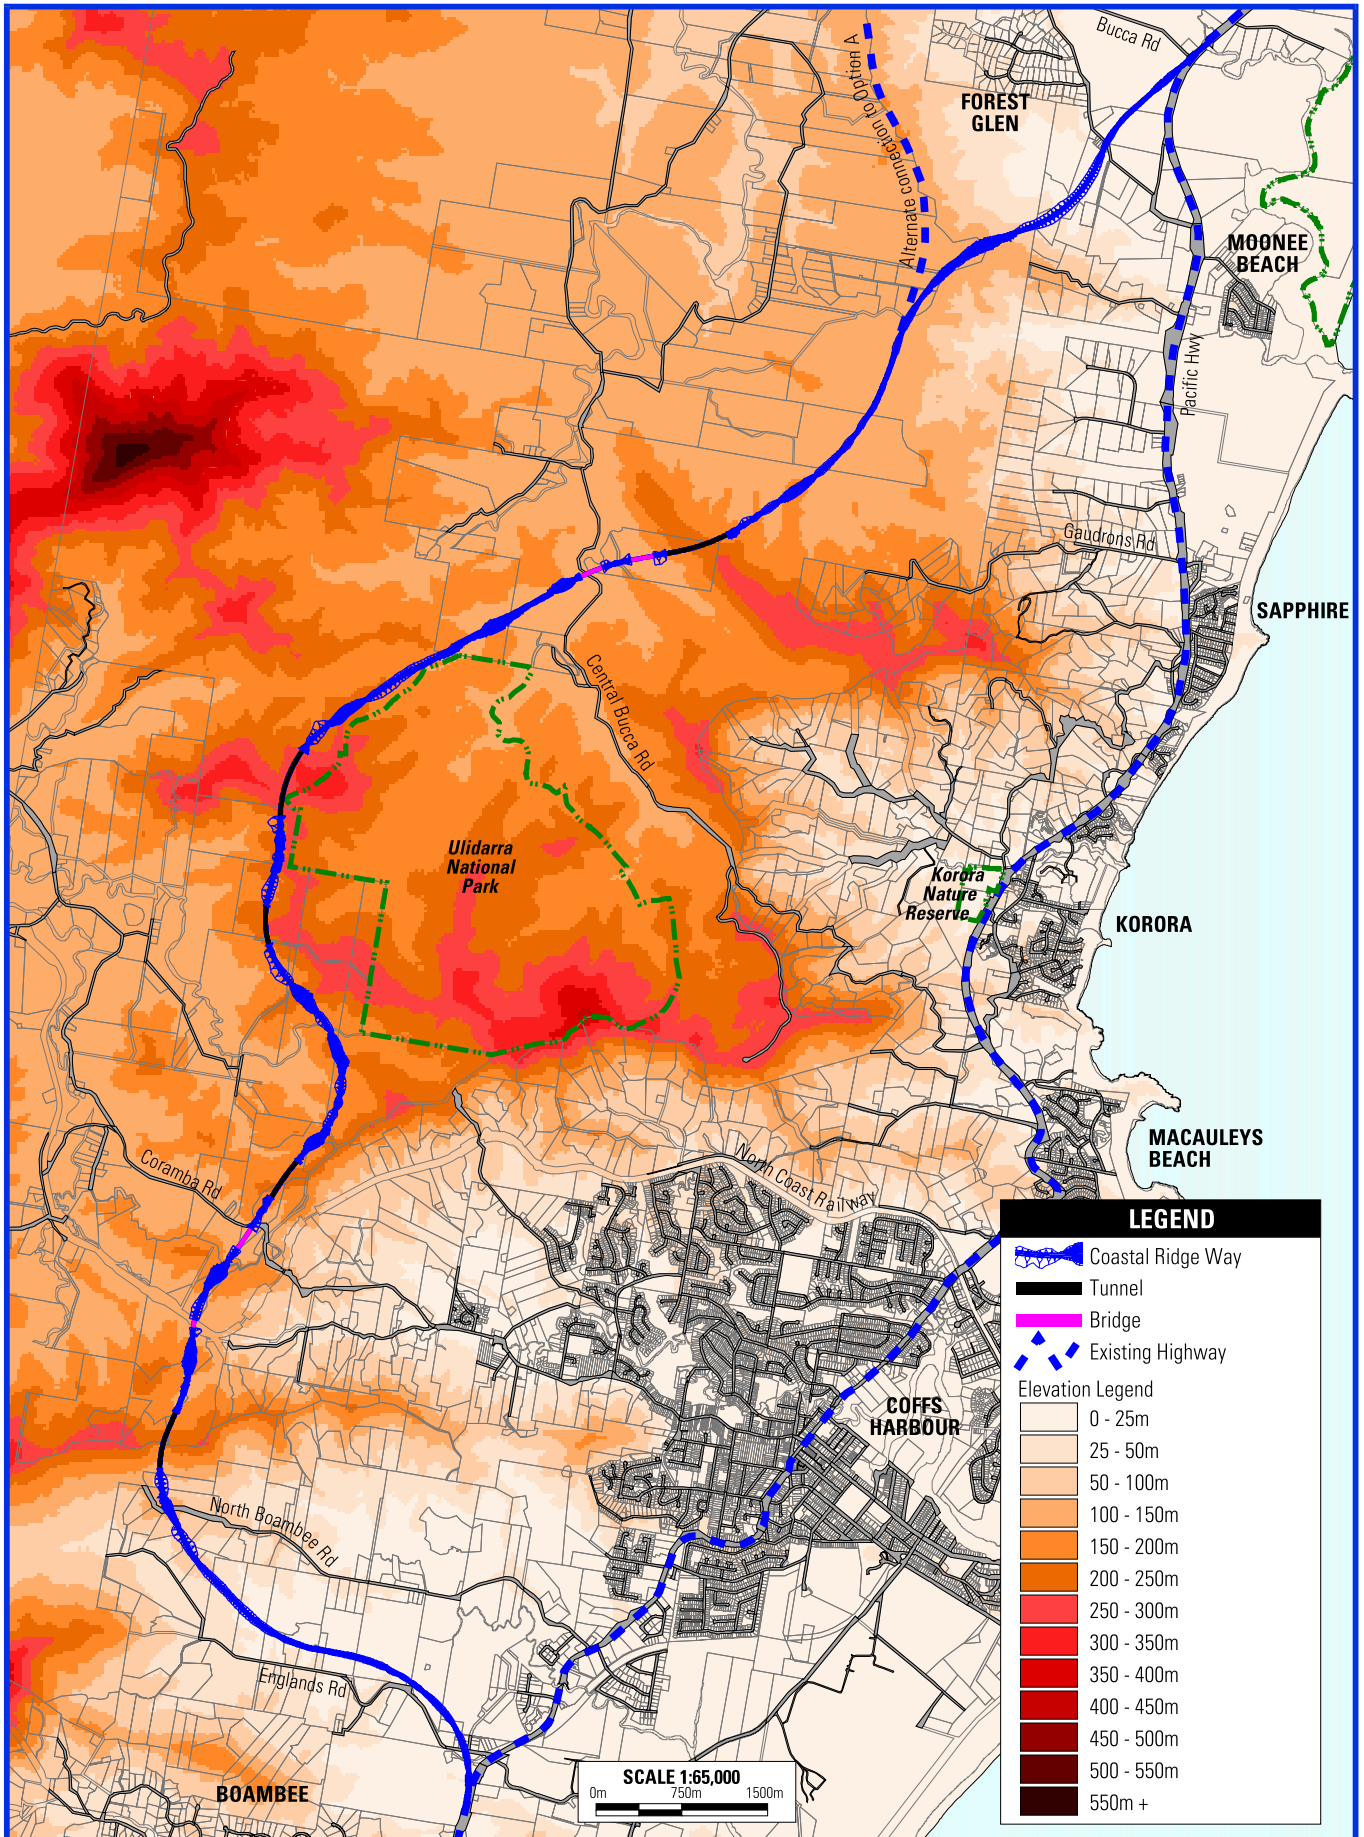 Bucca Rd
Alternate connection to Option A
FOREST
GLEN
MOONEE
BEACH
Pacific Hwy
Gaudrons Rd
SAPPHIRE
Central Bucca Rd
Ulidarra
National
Park
Korora
Nature
Reserve
KORORA
MACAULEYS
BEACH
North Coast Railway
Coramba Rd
COFFS
HARBOUR
North Boambee Rd
Englands Rd
BOAMBEE
SCALE 1:65,000
0m 750m 1500m
LEGEND
Coastal Ridge Way
Tunnel
Bridge
Existing Highway
Elevation Legend
0 - 25m
25 - 50m
50 - 100m
100 - 150m
150 - 200m
200 - 250m
250 - 300m
300 - 350m
350 - 400m
400 - 450m
450 - 500m
500 - 550m
550m +